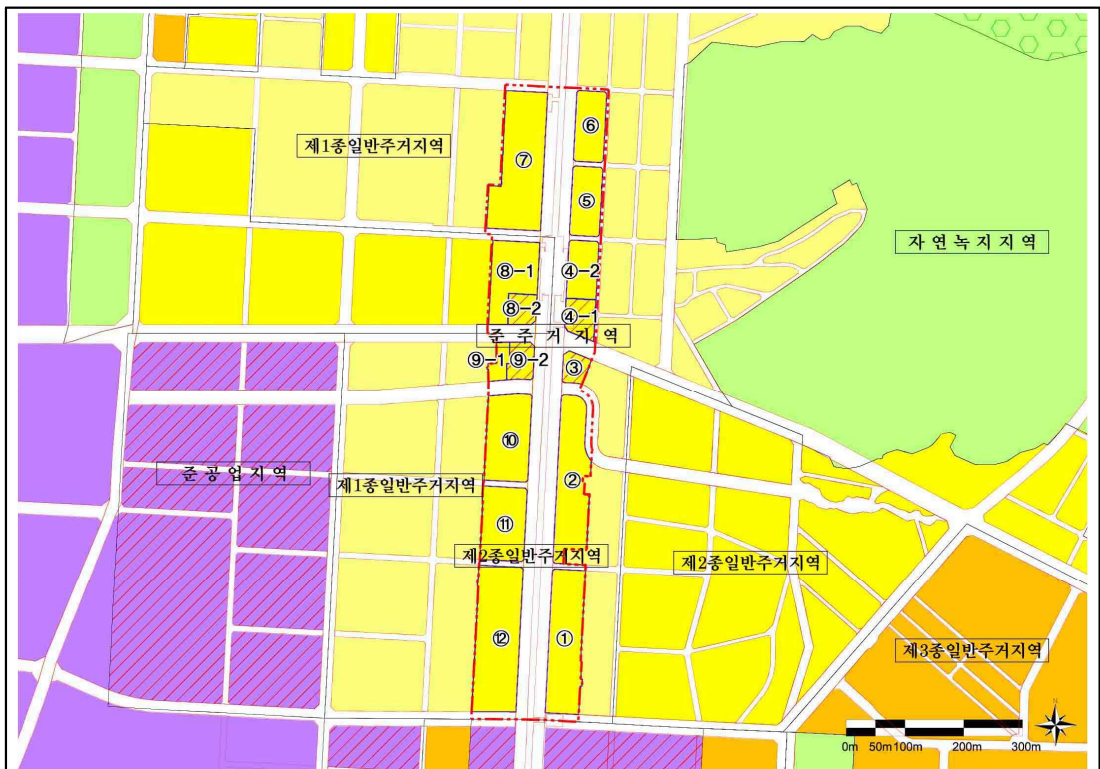 ⑥
제1종일반주거지역
⑦
⑤
자연녹지지역
⑧-1
④-2
⑧-2
④-1
준주거지역
⑨-1
⑨-2
③
⑩
준공업지역
②
제1종일반주거지역
⑪
제2종일반주거지역
제2종일반주거지역
⑫
①
제3종일반주거지역
N
0m 50m 100m 200m 300m